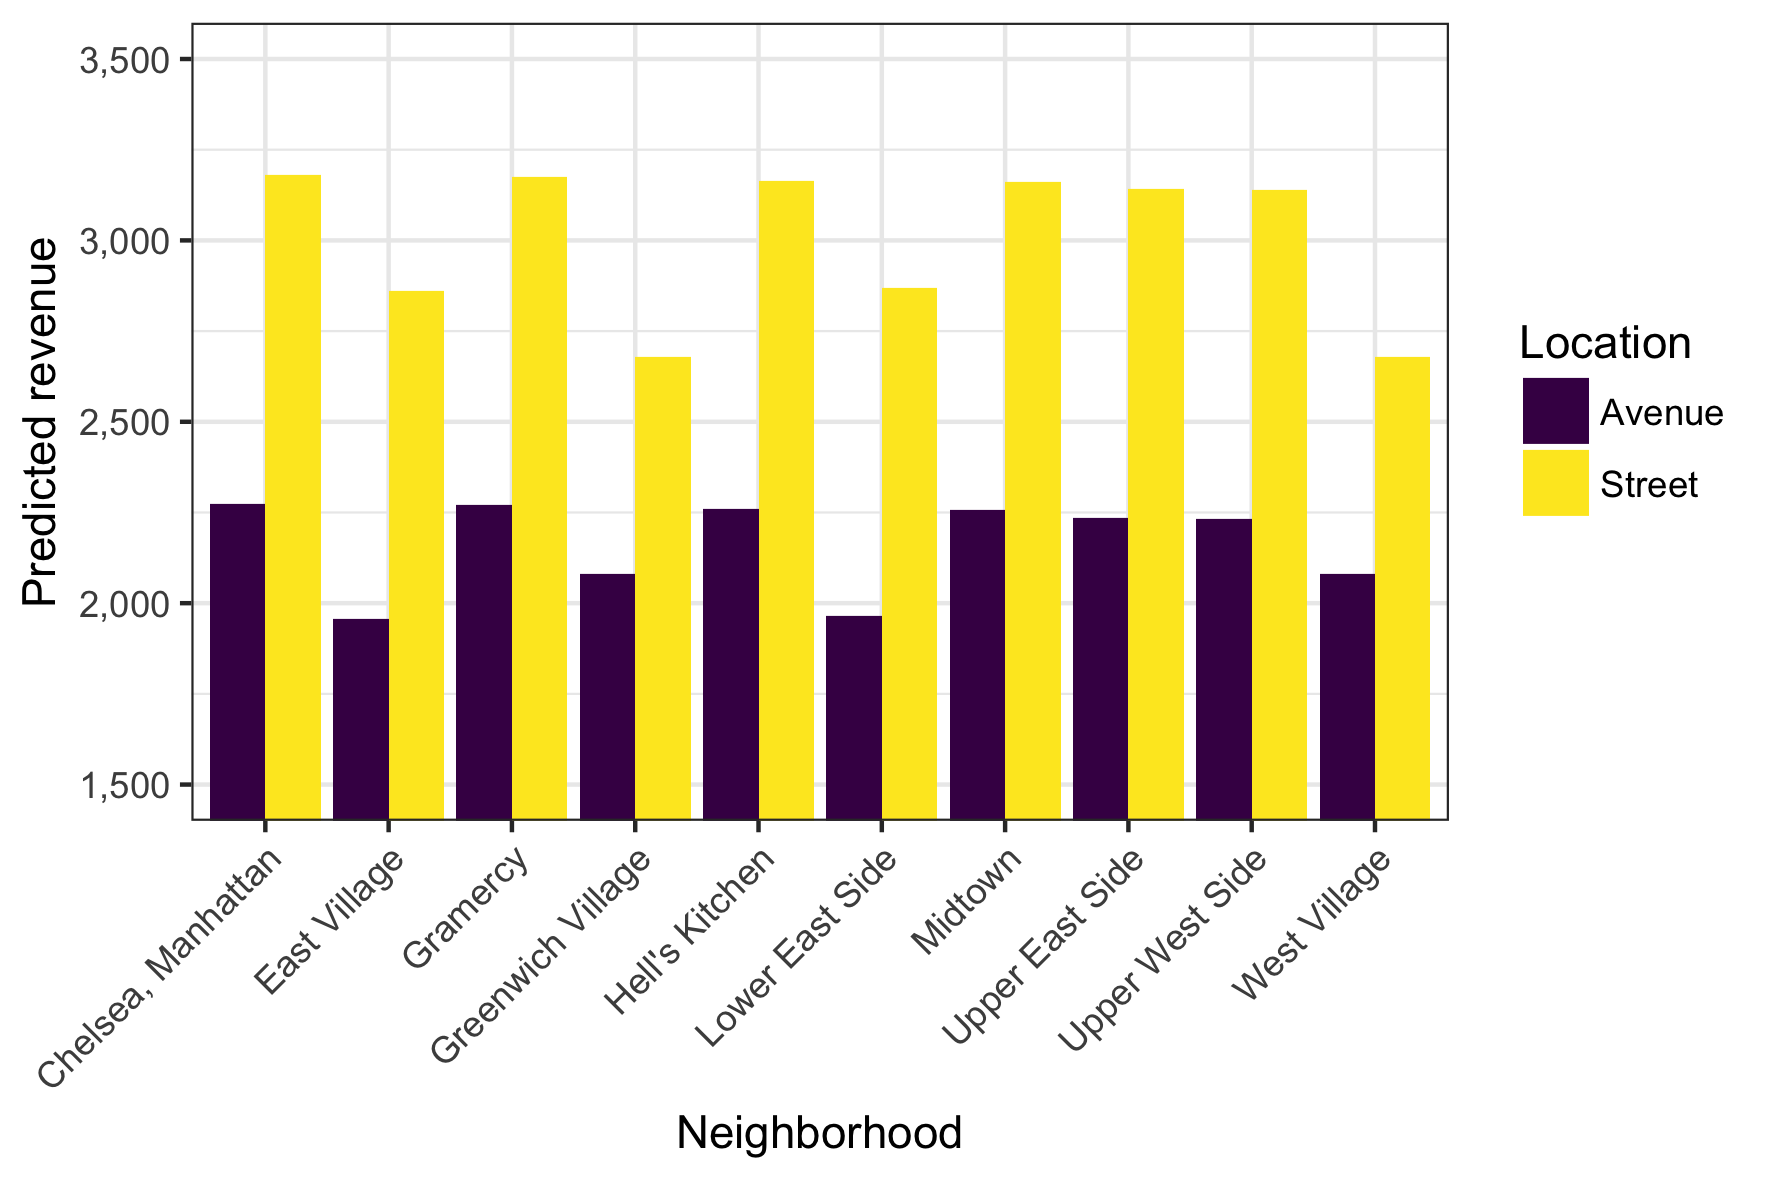 3,500
3,000
2,500
2,000
1,500
Predicted revenue
Chelsea, Manhattan
East Village
Gramercy
Greenwich Village
Hell's Kitchen
Lower East Side
Midtown
Upper East Side
Upper West Side
West Village
Neighborhood
Location
Avenue
Street